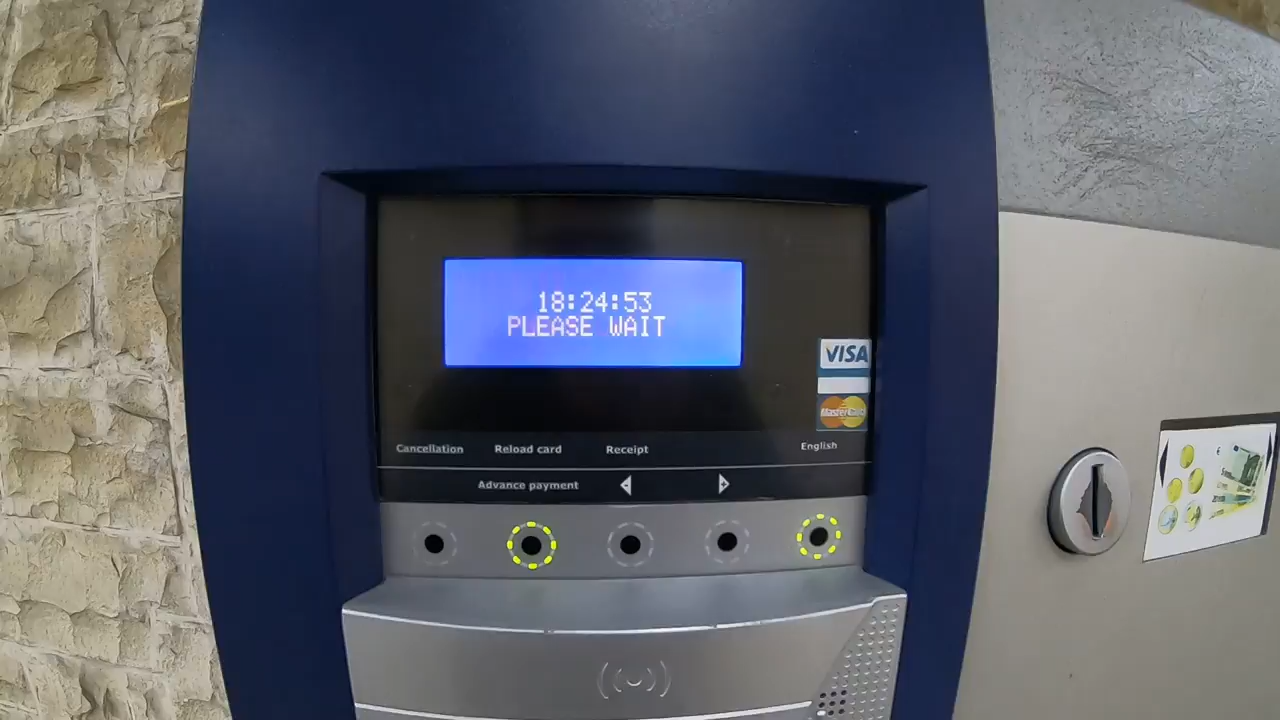 18:24:53
PLEASE WAIT
VISA
MasterCard
Cancellation Reload card Receipt English
Advance payment